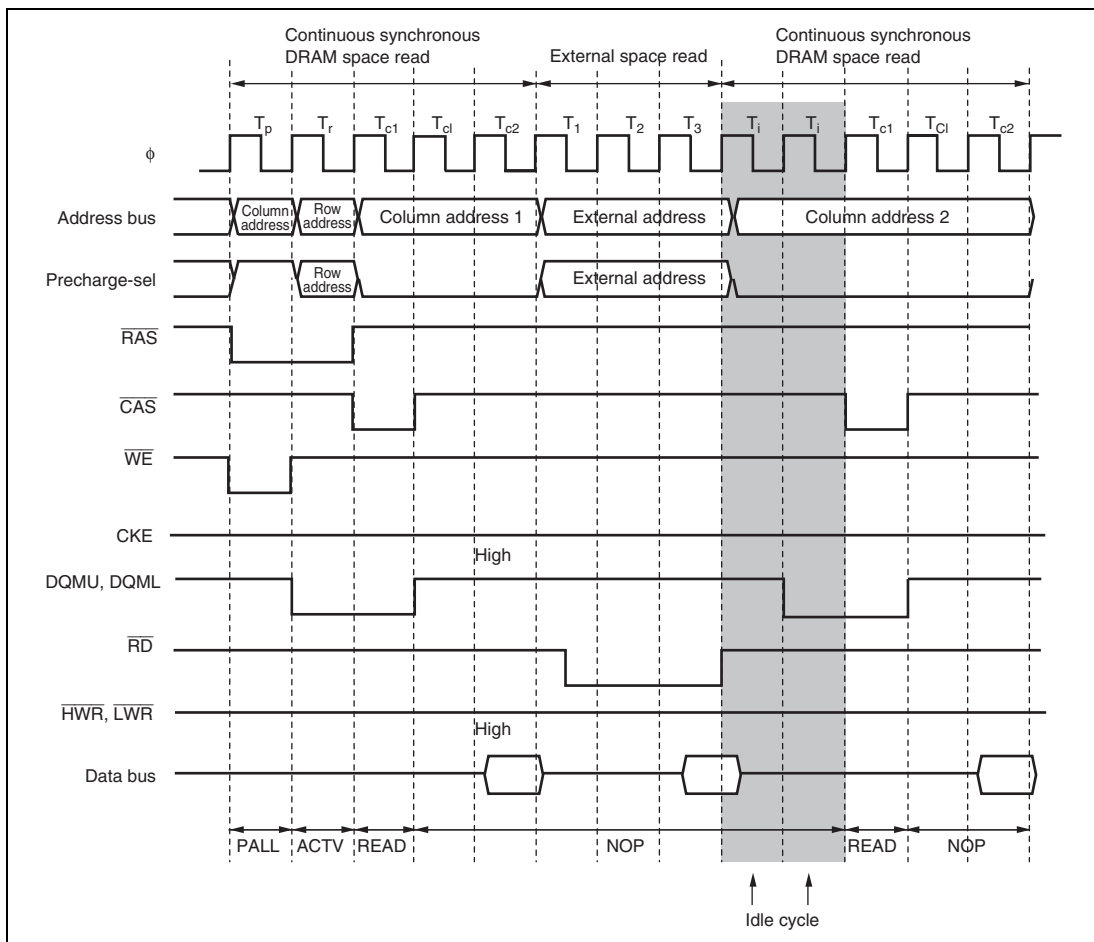 Continuous synchronous
DRAM space read
External space read
Continuous synchronous
DRAM space read
Tp Tr Tc1 Tcl Tc2 T1 T2 T3 Ti Ti Tc1 TCl Tc2
ϕ
Address bus
Column
address
Row
address
Column address 1
External address
Column address 2
Precharge-sel
Row
address
External address
RAS
CAS
WE
CKE
High
DQMU, DQML
RD
HWR, LWR
High
Data bus
PALL ACTV READ NOP READ NOP
Idle cycle